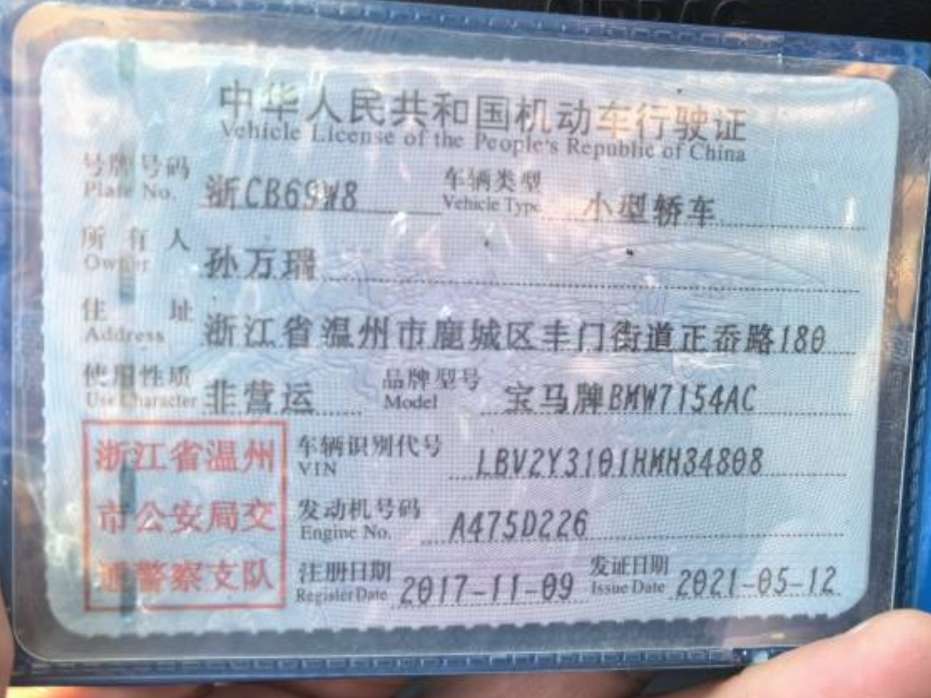 中华人民共和国机动车行驶证
Vehicle License of the People's Republic of China
号牌号码 浙CB69W8 车辆类型 小型轿车
Plate No. Vehicle Type
所有人 孙万瑞
Owner
住址 浙江省温州市鹿城区丰门街道正岙路180
Address
使用性质 非营运 品牌型号 宝马牌BMW7154AC
Use Character Model
浙江省温州 车辆识别代号 LBV2Y3101HMH34808
VIN
市公安局交 发动机号码 A475D226
Engine No.
通警察支队 注册日期 2017-11-09 发证日期 2021-05-12
Register Date Issue Date